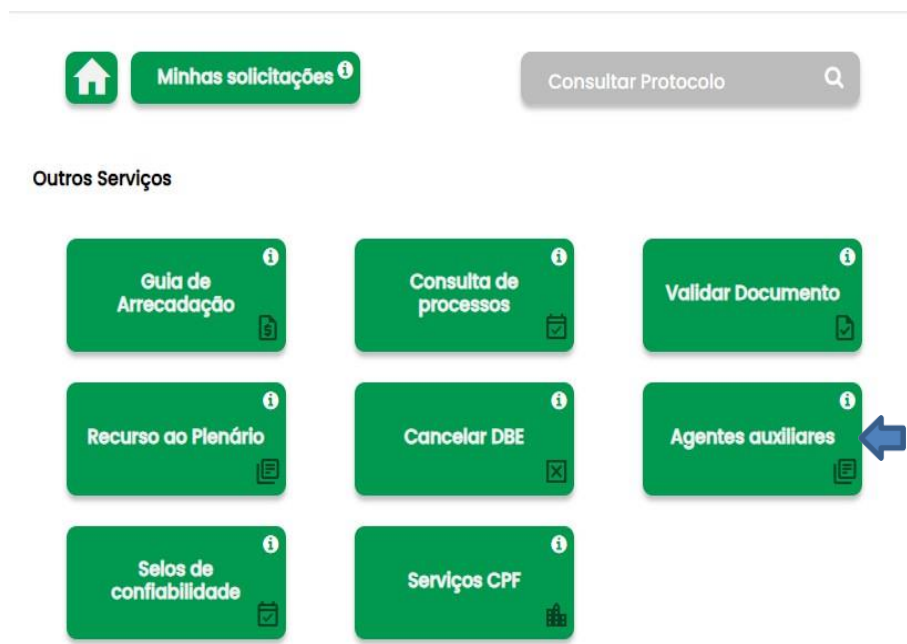 Minhas solicitações
Consultar Protocolo
Outros Serviços
Guia de
Arrecadação
Consulta de
processos
Validar Documento
Recurso ao Plenário
Cancelar DBE
Agentes auxiliares
Selos de
confiabilidade
Serviços CPF